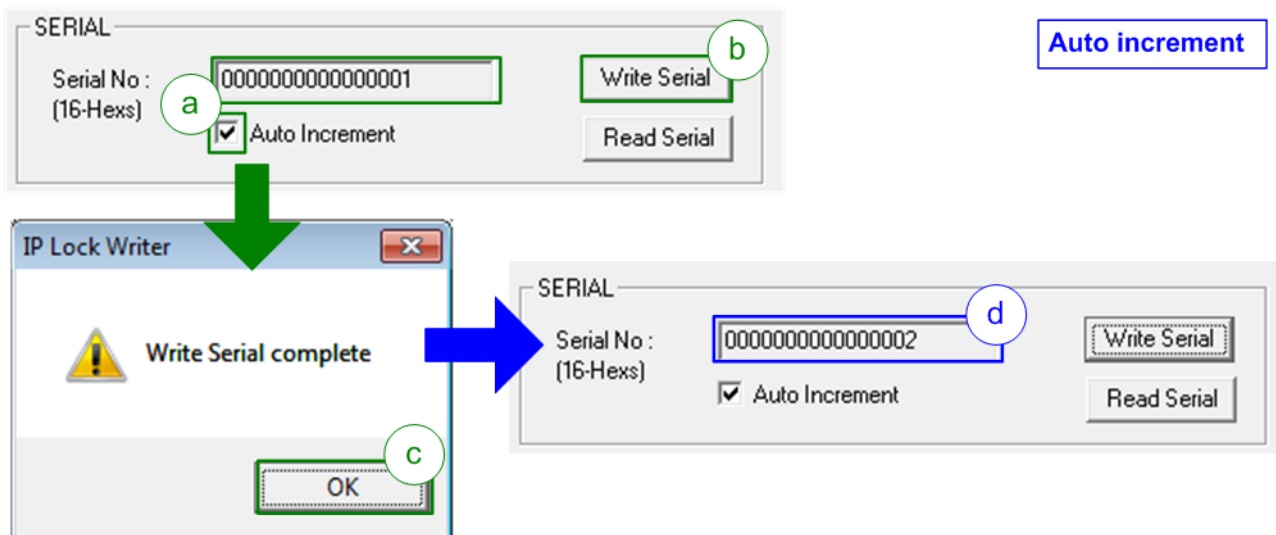 SERIAL
Auto increment
b
Serial No :
0000000000000001
Write Serial
(16-Hexs)
a
Auto Increment
Read Serial
IP Lock Writer
Write Serial complete
c
OK
SERIAL
d
Serial No :
0000000000000002
Write Serial
(16-Hexs)
Auto Increment
Read Serial